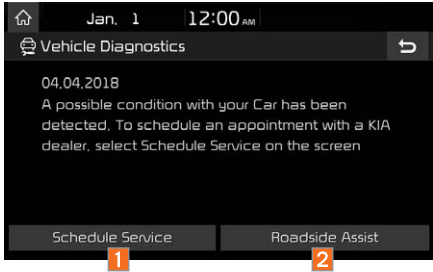 Jan. 1 12:00 AM
Vehicle Diagnostics
04.04.2018
A possible condition with your Car has been
detected, To schedule an appointment with a KIA
dealer, select Schedule Service on the screen
Schedule Service Roadside Assist
1 2